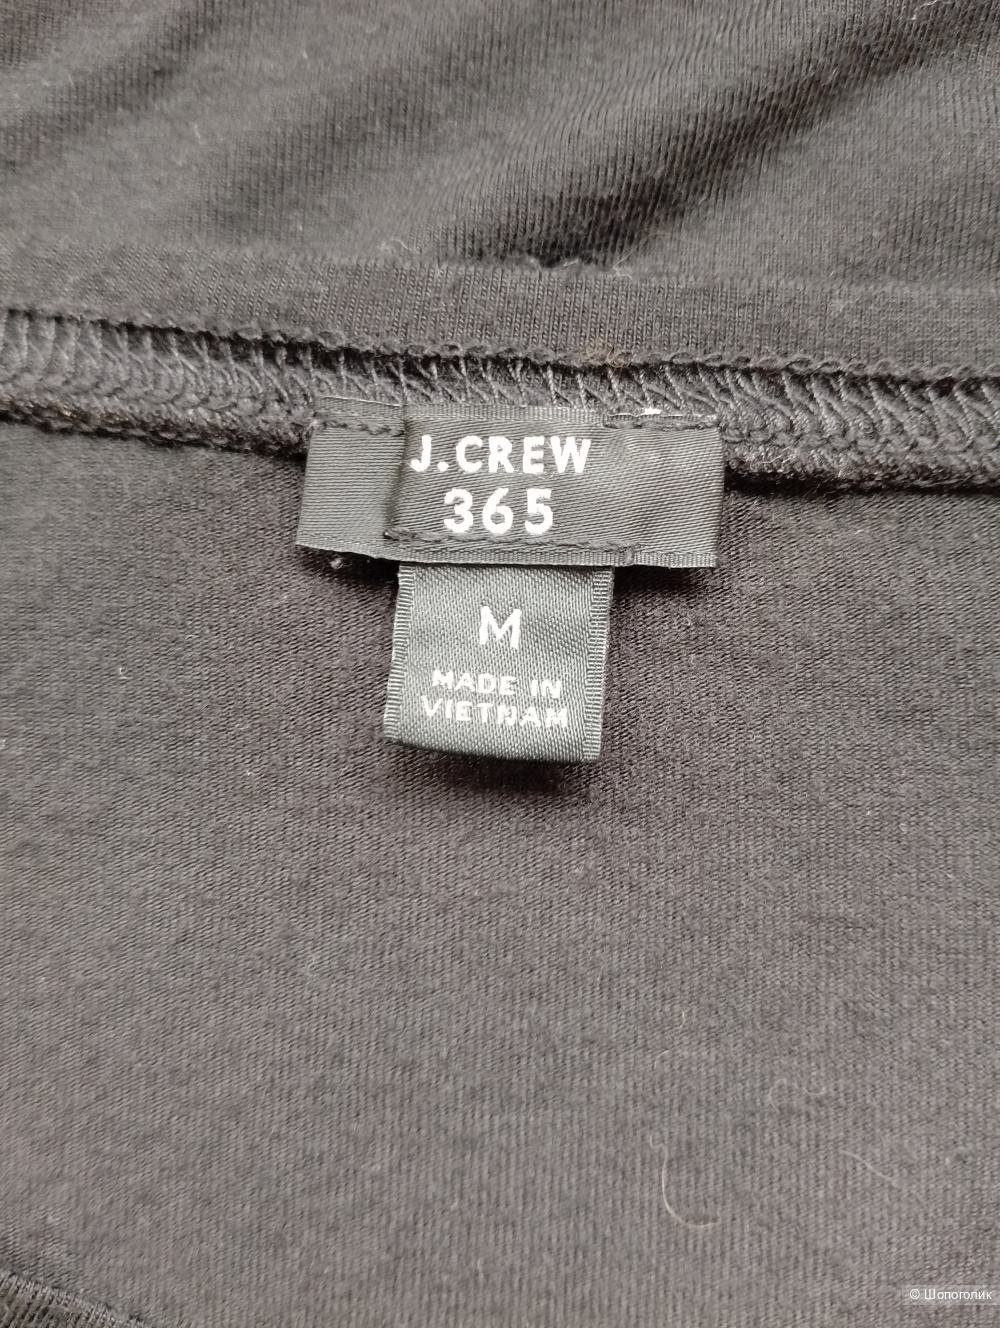 J.CREW
365
M
MADE IN
VIETNAM
© Шопоголик